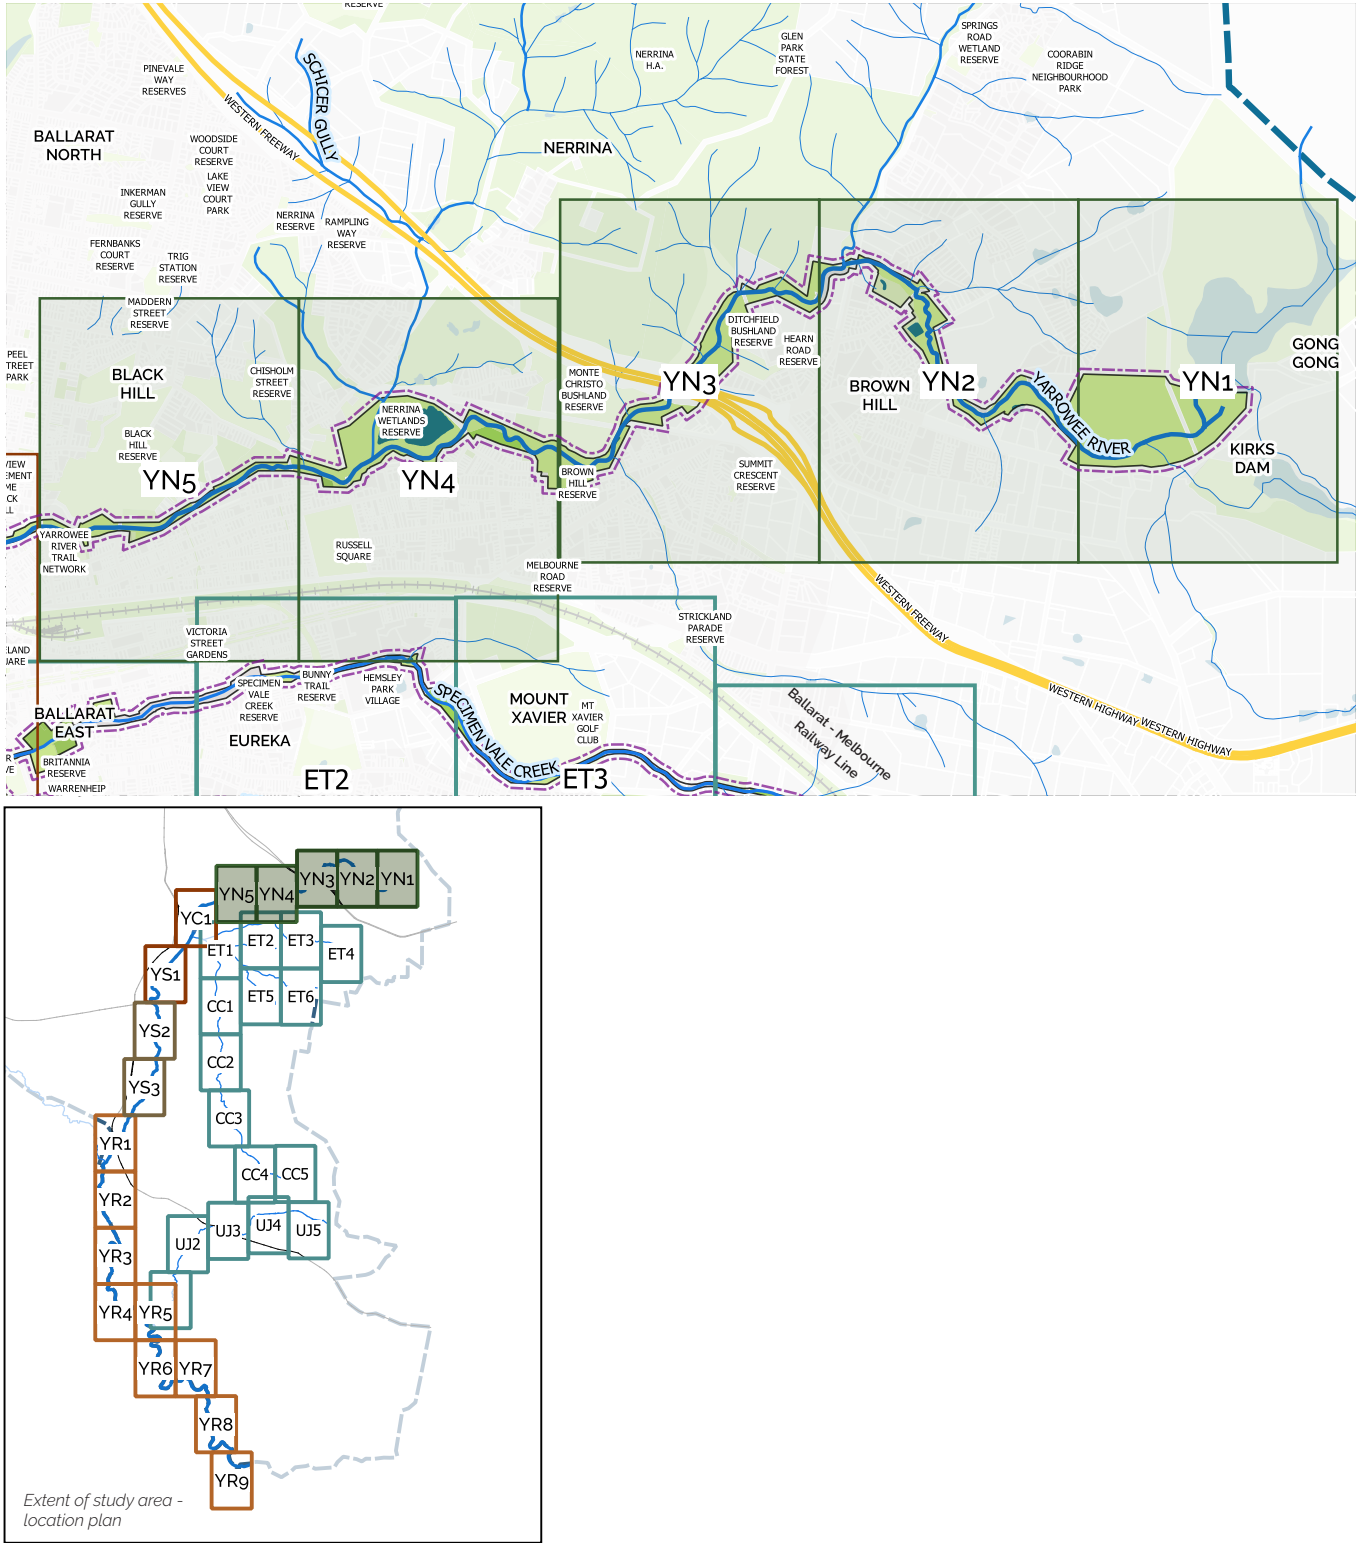 RESERVE
PINEVALE
WAY
RESERVES
SCHICER GULLY
WESTERN FREEWAY
NERRINA
H.A.
GLEN
PARK
STATE
FOREST
SPRINGS
ROAD
WETLAND
RESERVE
COORABIN
RIDGE
NEIGHBOURHOOD
PARK
BALLARAT
NORTH
WOODSIDE
COURT
RESERVE
LAKE
VIEW
COURT
PARK
NERRINA
INKERMAN
GULLY
RESERVE
NERRINA
RESERVE
RAMPLING
WAY
RESERVE
FERNBANKS
COURT
RESERVE
TRIG
STATION
RESERVE
MADDERN
STREET
RESERVE
PEEL
TREET
PARK
BLACK
HILL
CHISHOLM
STREET
RESERVE
DITCHFIELD
BUSHLAND
RESERVE
HEARN
ROAD
RESERVE
GONG
GONG
MONTE
CHRISTO
BUSHLAND
RESERVE
YN3
BROWN
HILL
YN2
YARROWEE RIVER
YN1
NERRINA
WETLANDS
RESERVE
BLACK
HILL
RESERVE
KIRKS
DAM
VIEW
EMENT
ME
CK
LL
YN5
YN4
BROWN
HILL
RESERVE
SUMMIT
CRESCENT
RESERVE
YARROWEE
RIVER
TRAIL
NETWORK
RUSSELL
SQUARE
MELBOURNE
ROAD
RESERVE
WESTERN FREEWAY
LAND
UARE
VICTORIA
STREET
GARDENS
STRICKLAND
PARADE
RESERVE
SPECIMEN
VALE
CREEK
RESERVE
BUNNY
TRAIL
RESERVE
HEMSLEY
PARK
VILLAGE
SPECIMEN VALE CREEK
MOUNT
XAVIER
MT
XAVIER
GOLF
CLUB
Ballarat - Melbourne
Railway Line
WESTERN HIGHWAY
WESTERN HIGHWAY
BALLARAT
EAST
EUREKA
R
VE
BRITANNIA
RESERVE
WARRENHEIP
ET2
ET3
YN5
YN4
YN3
YN2
YN1
YC1
ET1
ET2
ET3
ET4
YS1
CC1
ET5
ET6
YS2
CC2
YS3
CC3
YR1
CC4
CC5
YR2
UJ2
UJ3
UJ4
UJ5
YR3
YR4
YR5
YR6
YR7
YR8
YR9
Extent of study area -
location plan